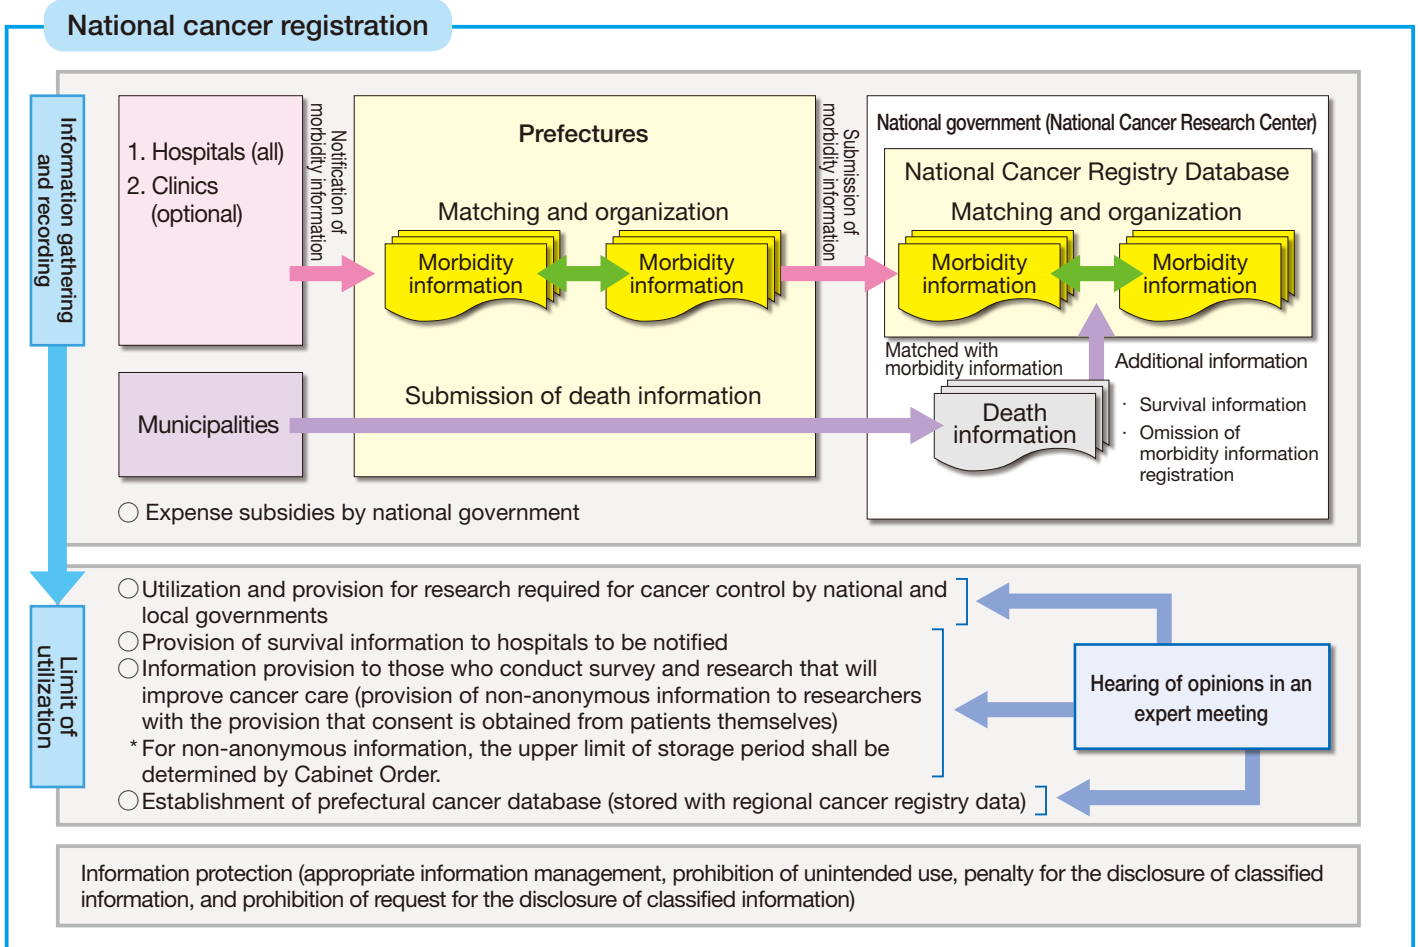 National cancer registration
Information gathering
and recording
1. Hospitals (all)
2. Clinics
(optional)
Notification of
morbidity information
Prefectures
Matching and organization
Morbidity
information
Morbidity
information
Submission of
morbidity information
National government (National Cancer Research Center)
National Cancer Registry Database
Matching and organization
Morbidity
information
Morbidity
information
Matched with
morbidity information
Additional information
· Survival information
· Omission of
morbidity information
registration
Municipalities
Submission of death information
Death
information
○ Expense subsidies by national government
Limit of
utilization
○Utilization and provision for research required for cancer control by national and
local governments
○Provision of survival information to hospitals to be notified
○Information provision to those who conduct survey and research that will
improve cancer care (provision of non-anonymous information to researchers
with the provision that consent is obtained from patients themselves)
* For non-anonymous information, the upper limit of storage period shall be
determined by Cabinet Order.
○Establishment of prefectural cancer database (stored with regional cancer registry data)
Hearing of opinions in an
expert meeting
Information protection (appropriate information management, prohibition of unintended use, penalty for the disclosure of classified
information, and prohibition of request for the disclosure of classified information)